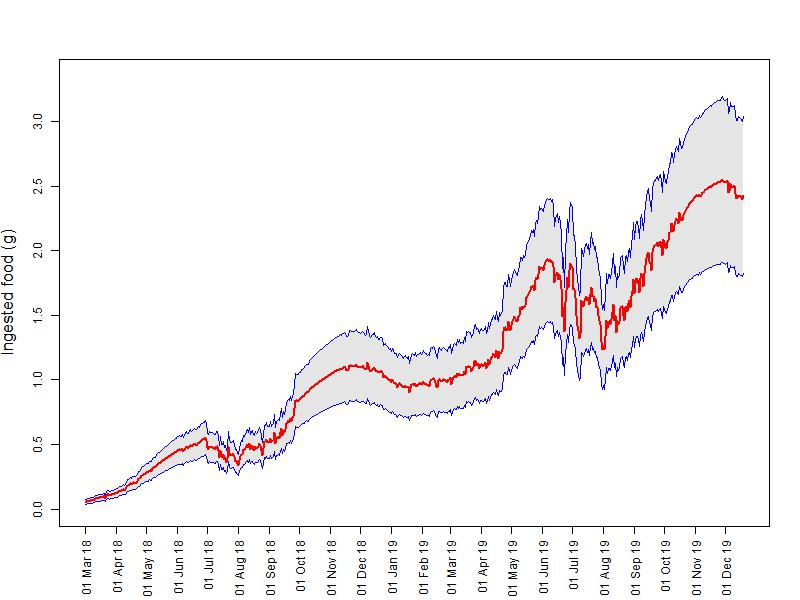 Ingested food (g)
3.0
2.5
2.0
1.5
1.0
0.5
0.0
01 Mar 18
01 Apr 18
01 May 18
01 Jun 18
01 Jul 18
01 Aug 18
01 Sep 18
01 Oct 18
01 Nov 18
01 Dec 18
01 Jan 19
01 Feb 19
01 Mar 19
01 Apr 19
01 May 19
01 Jun 19
01 Jul 19
01 Aug 19
01 Sep 19
01 Oct 19
01 Nov 19
01 Dec 19